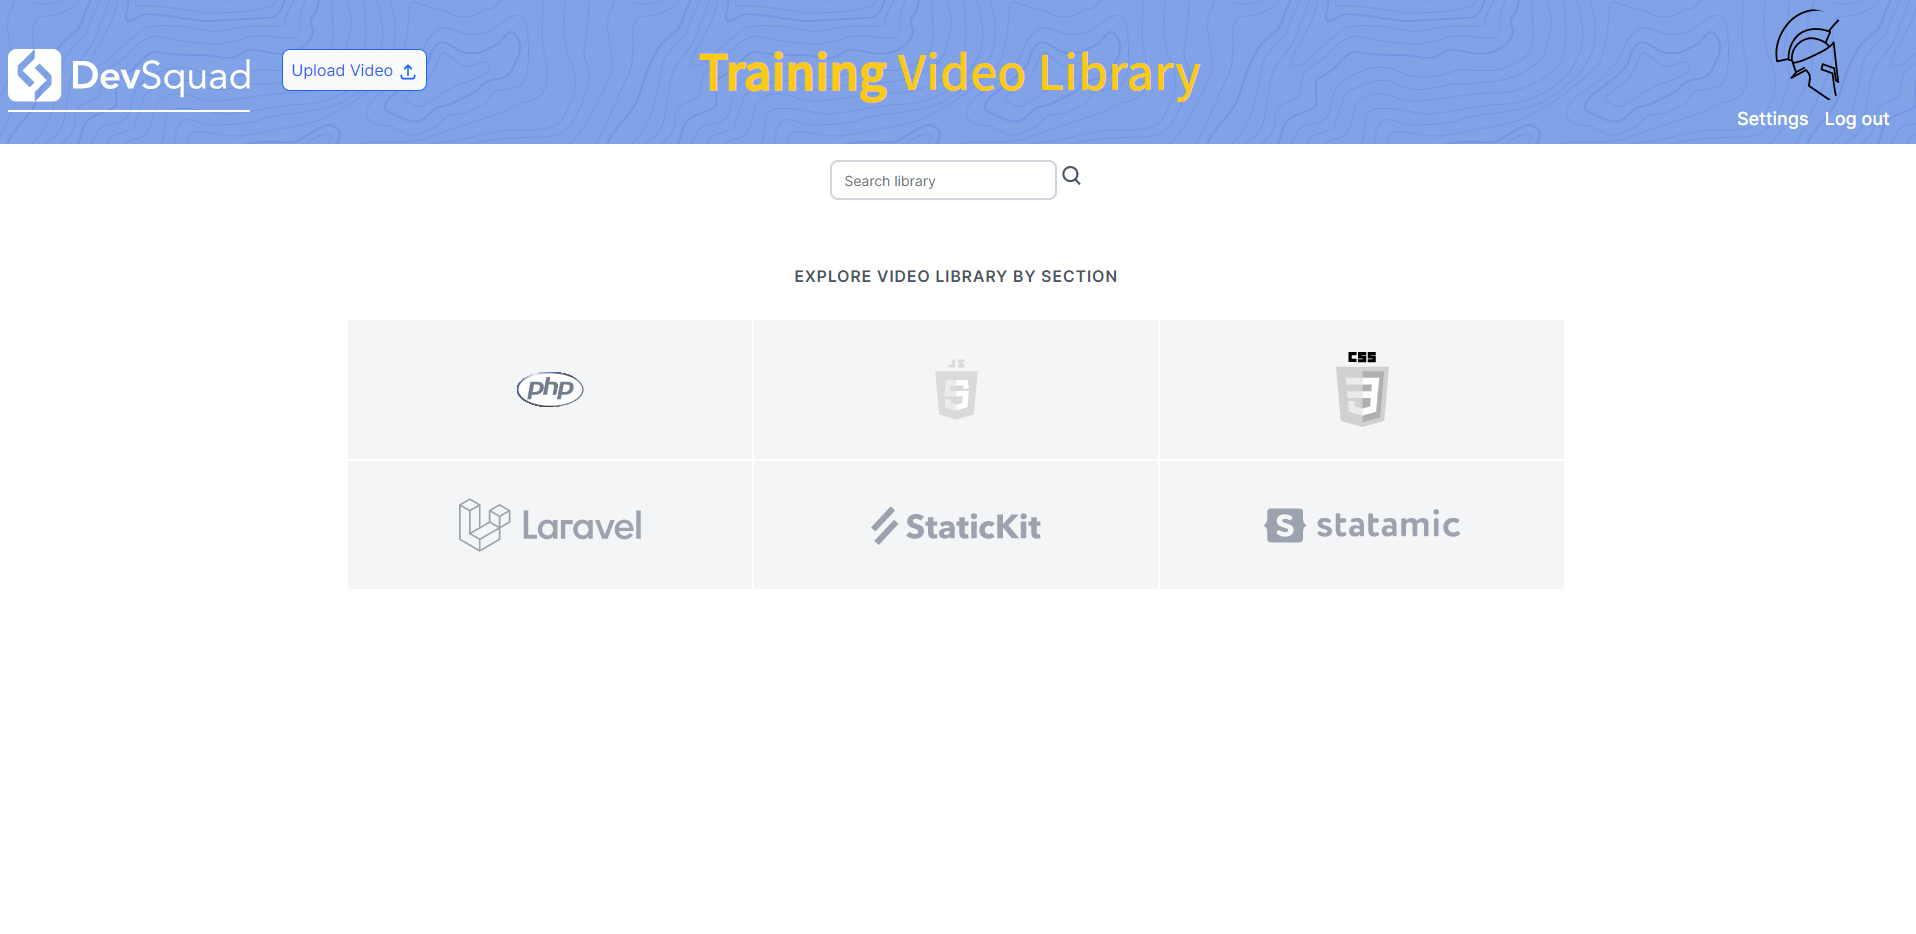 DevSquad
Upload Video
Training Video Library
Settings Log out
Search library
EXPLORE VIDEO LIBRARY BY SECTION
php
JS
CSS
3
Laravel
StaticKit
S statamic